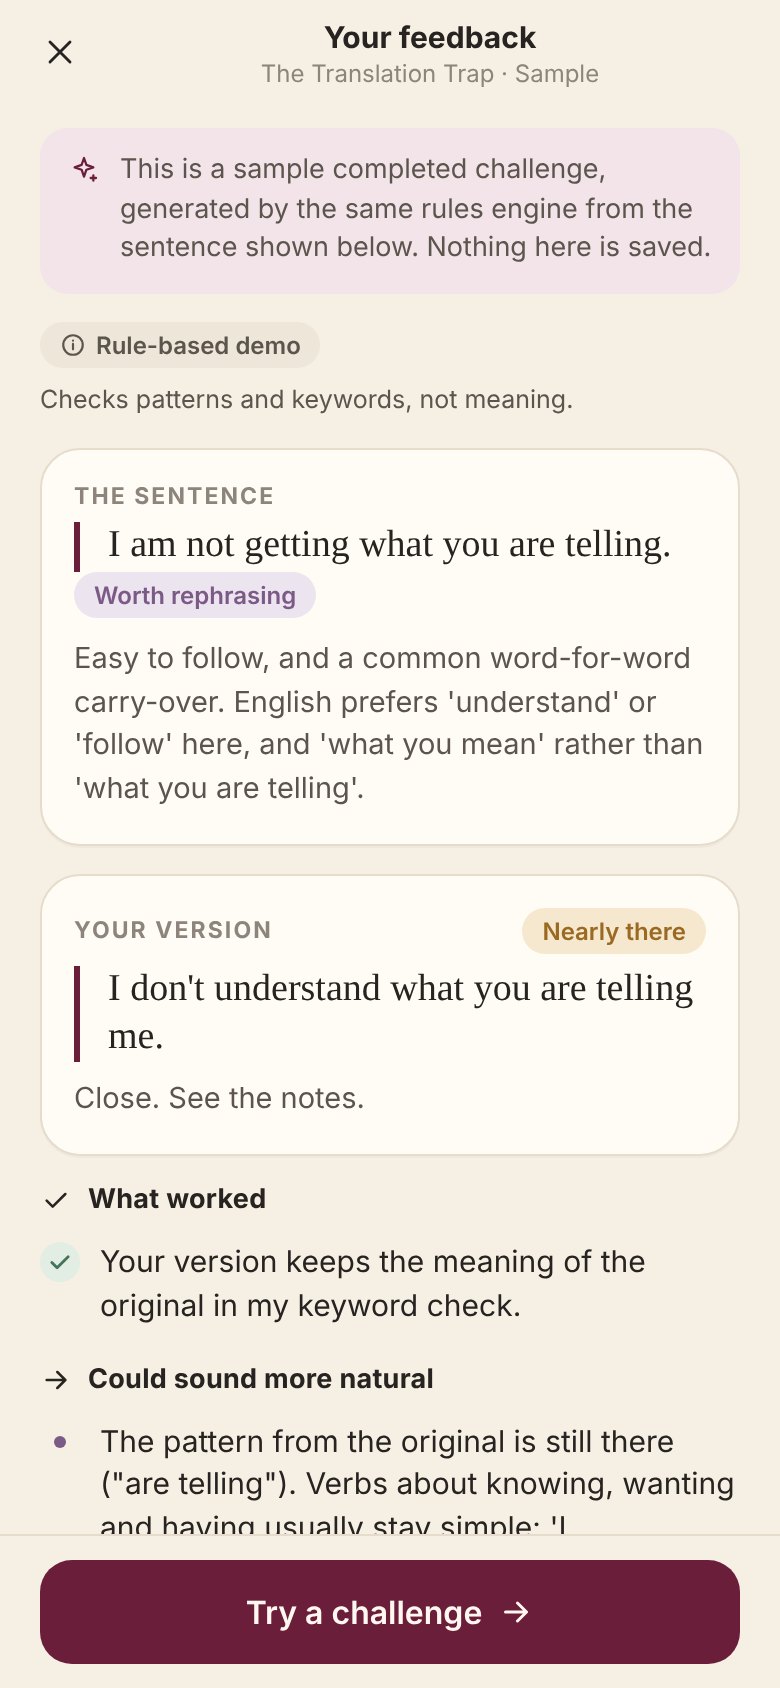 Your feedback
The Translation Trap · Sample
This is a sample completed challenge,
generated by the same rules engine from the
sentence shown below. Nothing here is saved.
Rule-based demo
Checks patterns and keywords, not meaning.
THE SENTENCE
I am not getting what you are telling.
Worth rephrasing
Easy to follow, and a common word-for-word
carry-over. English prefers 'understand' or
'follow' here, and 'what you mean' rather than
'what you are telling'.
YOUR VERSION
Nearly there
I don't understand what you are telling
me.
Close. See the notes.
What worked
Your version keeps the meaning of the
original in my keyword check.
Could sound more natural
The pattern from the original is still there
("are telling"). Verbs about knowing, wanting
and having usually stay simple: 'I
Try a challenge